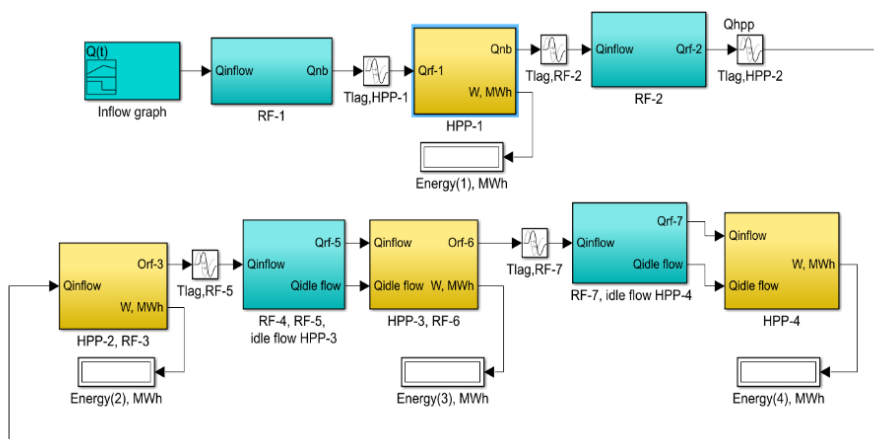 Q(t)
Inflow graph
Qinflow
Qnb
RF-1
Tlag,HPP-1
Qrf-1
Qnb
W, MWh
HPP-1
Energy(1), MWh
Tlag,RF-2
Qinflow
Qrf-2
RF-2
Qhpp
Tlag,HPP-2
Qinflow
Orf-3
W, MWh
HPP-2, RF-3
Energy(2), MWh
Tlag,RF-5
Qinflow
Qrf-5
Qidle flow
RF-4, RF-5,
idle flow HPP-3
Qinflow
Qidle flow
Orf-6
W, MWh
HPP-3, RF-6
Energy(3), MWh
Tlag,RF-7
Qinflow
Qrf-7
Qidle flow
RF-7, idle flow HPP-4
Qinflow
Qidle flow
W, MWh
HPP-4
Energy(4), MWh